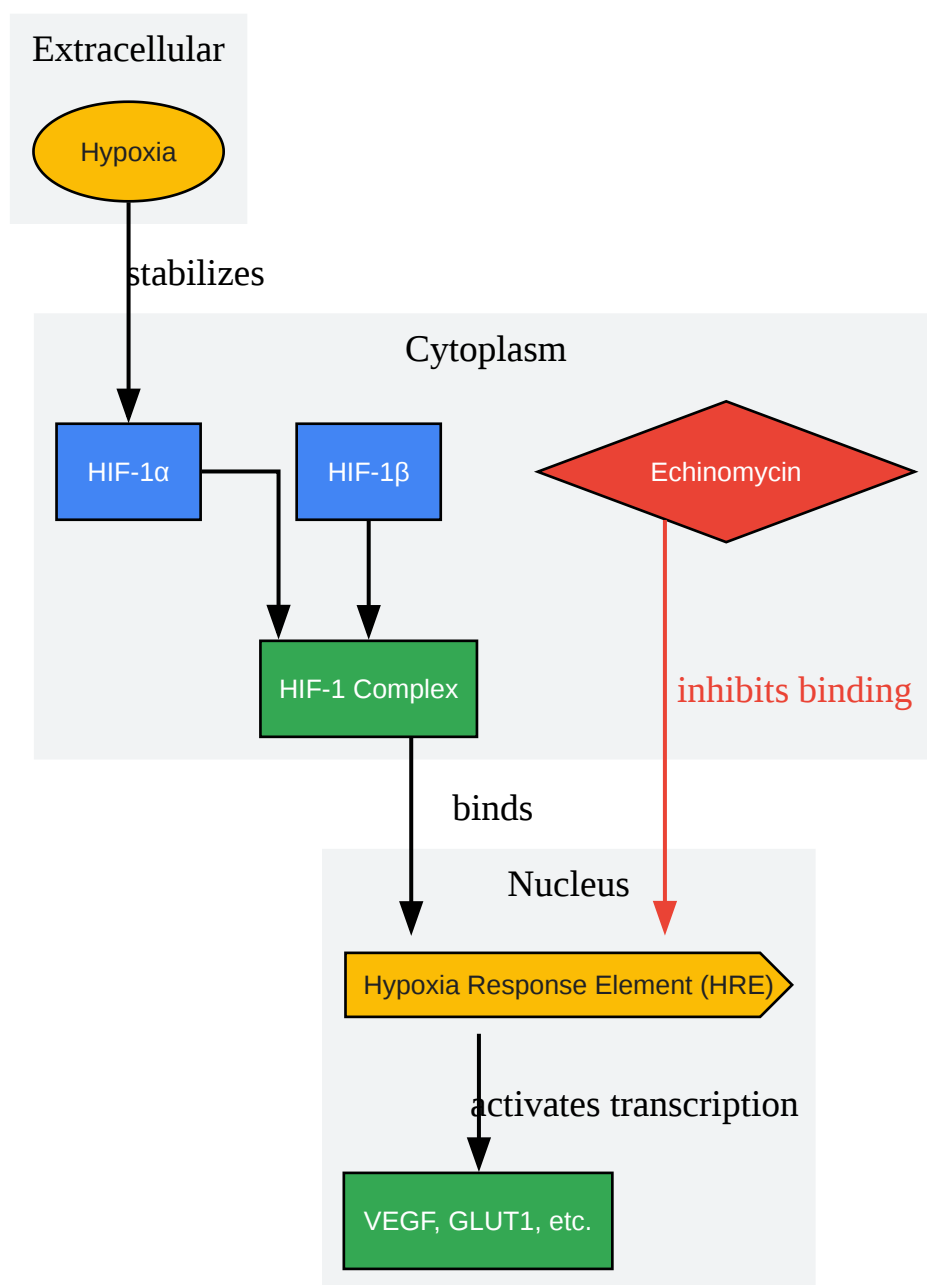 Extracellular
Hypoxia
stabilizes
Cytoplasm
HIF-1α
HIF-1β
Echinomycin
HIF-1 Complex
inhibits binding
binds
Nucleus
Hypoxia Response Element (HRE)
activates transcription
VEGF, GLUT1, etc.